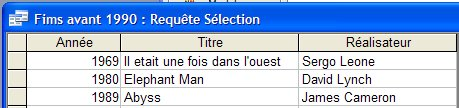 Fims avant 1990 : Requête Sélection
Année Titre Réalisateur
1969 Il etait une fois dans l'ouest Sergo Leone
1980 Elephant Man David Lynch
1989 Abyss James Cameron